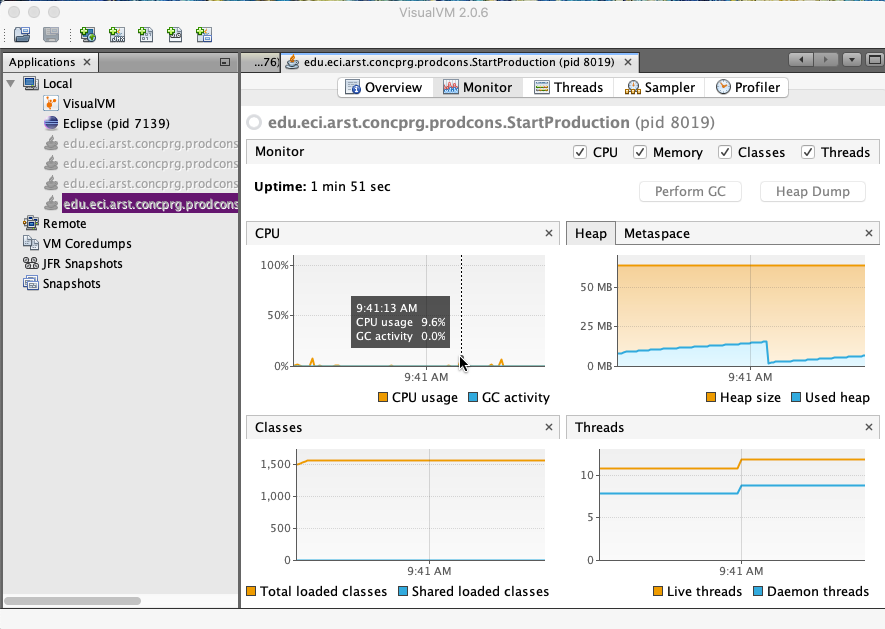 VisualVM 2.0.6
Applications
...76)
edu.eci.arst.concprg.prodcons.StartProduction (pid 8019)
Local
VisualVM
Eclipse (pid 7139)
edu.eci.arst.concprg.prodcons
edu.eci.arst.concprg.prodcons
edu.eci.arst.concprg.prodcons
edu.eci.arst.concprg.prodcons
Remote
VM Coredumps
JFR Snapshots
Snapshots
Overview Monitor Threads Sampler Profiler
edu.eci.arst.concprg.prodcons.StartProduction (pid 8019)
Monitor CPU Memory Classes Threads
Uptime: 1 min 51 sec
Perform GC Heap Dump
CPU
100%
50%
0%
9:41:13 AM
CPU usage 9.6%
GC activity 0.0%
9:41 AM
CPU usage GC activity
Heap Metaspace
50 MB
25 MB
0 MB
9:41 AM
Heap size Used heap
Classes
1,500
1,000
500
0
9:41 AM
Total loaded classes Shared loaded classes
Threads
10
5
0
9:41 AM
Live threads Daemon threads